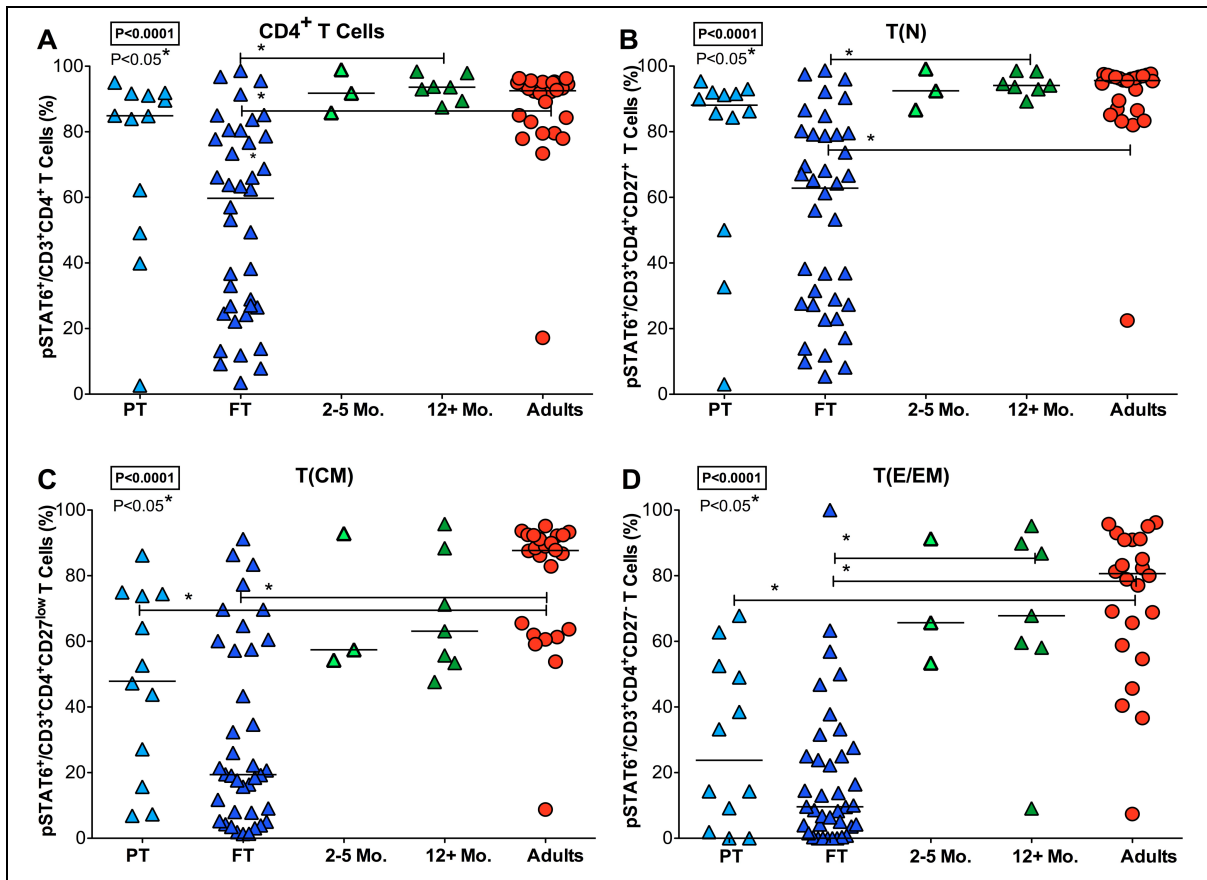 A
P<0.0001
P<0.05*
CD4+ T Cells
pSTAT6+/CD3+CD4+ T Cells (%)
100
80
60
40
20
0
*
*
*
PT FT 2-5 Mo. 12+ Mo. Adults
B
P<0.0001
P<0.05*
T(N)
pSTAT6+/CD3+CD4+CD27+ T Cells (%)
100
80
60
40
20
0
*
*
PT FT 2-5 Mo. 12+ Mo. Adults
C
P<0.0001
P<0.05*
T(CM)
pSTAT6+/CD3+CD4+CD27low T Cells (%)
100
80
60
40
20
0
*
*
PT FT 2-5 Mo. 12+ Mo. Adults
D
P<0.0001
P<0.05*
T(E/EM)
pSTAT6+/CD3+CD4+CD27- T Cells (%)
100
80
60
40
20
0
*
*
*
PT FT 2-5 Mo. 12+ Mo. Adults